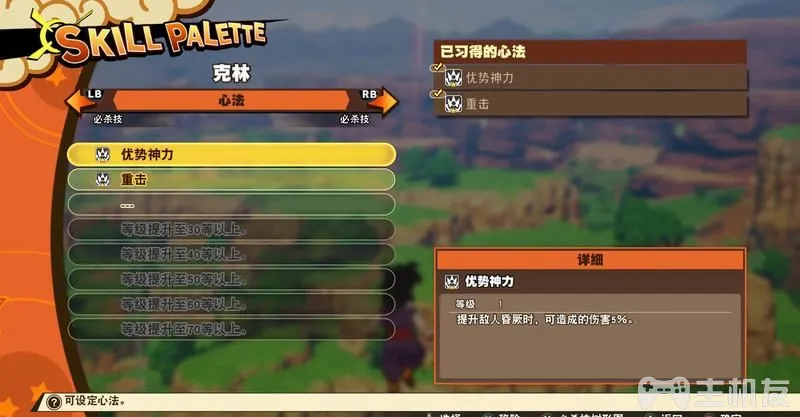 SKILL PALETTE
克林
LB 心法 RB
必杀技 必杀技
优势神力
重击
---
等级提升至30等以上。
等级提升至40等以上。
等级提升至50等以上。
等级提升至60等以上。
等级提升至70等以上。
已习得的心法
优势神力
重击
详细
优势神力
等级 1
提升敌人昏厥时，可造成的伤害5%。
?可设定心法。
主机友